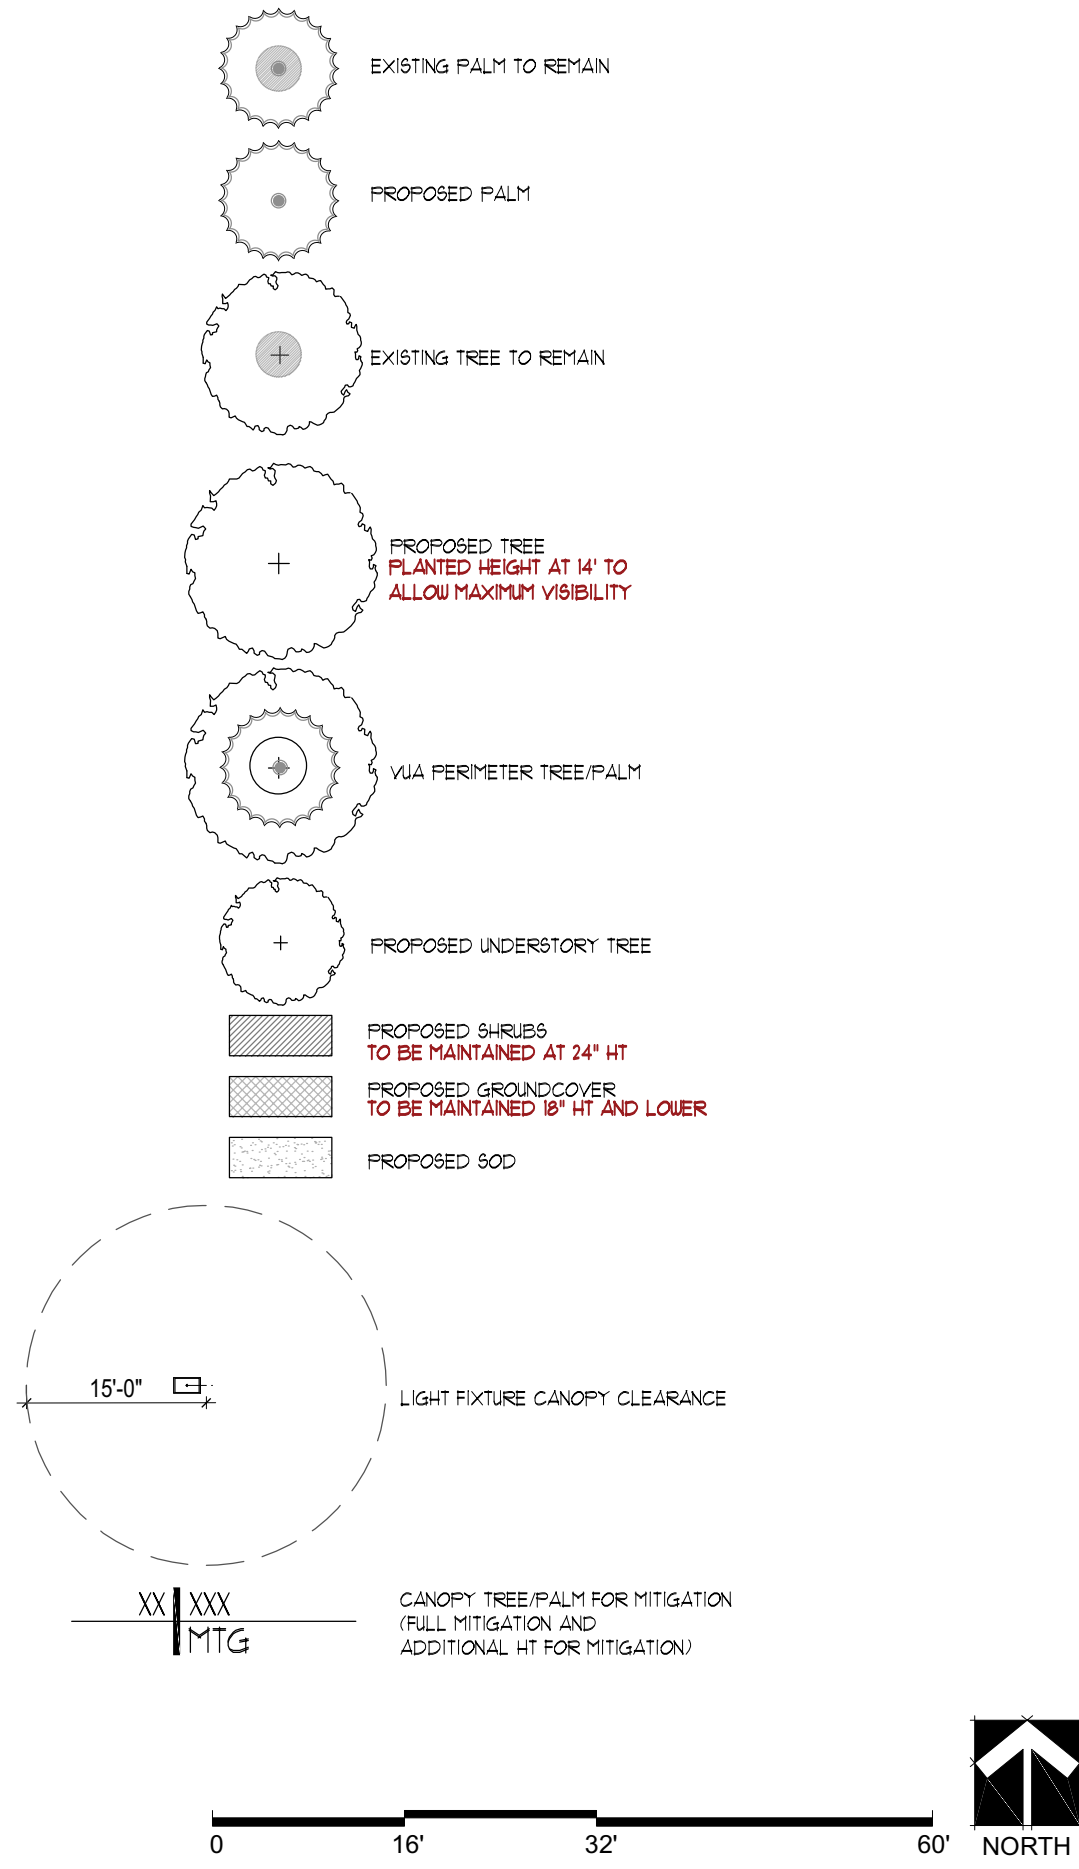 EXISTING PALM TO REMAIN
PROPOSED PALM
EXISTING TREE TO REMAIN
PROPOSED TREE
PLANTED HEIGHT AT 14' TO
ALLOW MAXIMUM VISIBILITY
VUA PERIMETER TREE/PALM
PROPOSED UNDERSTORY TREE
PROPOSED SHRUBS
TO BE MAINTAINED AT 24" HT
PROPOSED GROUNDCOVER
TO BE MAINTAINED 18" HT AND LOWER
PROPOSED SOD
15'-0"
LIGHT FIXTURE CANOPY CLEARANCE
XX XXX
MTG
CANOPY TREE/PALM FOR MITIGATION
(FULL MITIGATION AND
ADDITIONAL HT FOR MITIGATION)
0 16' 32' 60'
NORTH